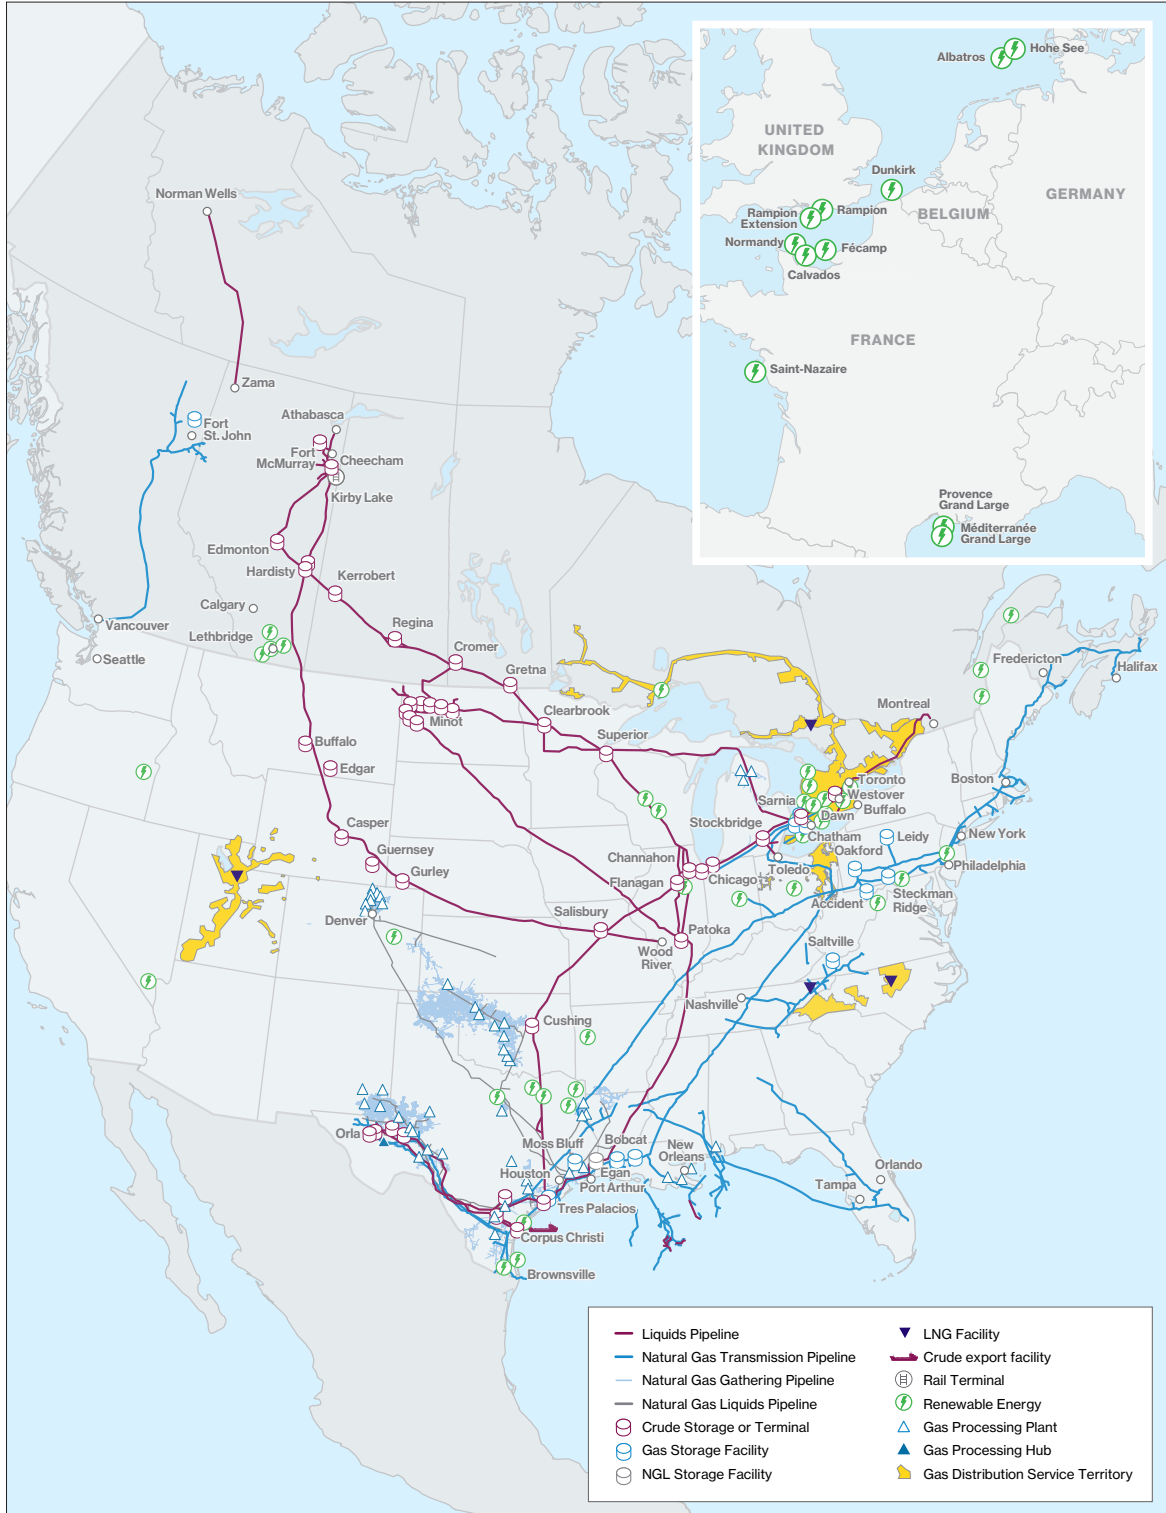 Albatros
Hohe See
UNITED
KINGDOM
Dunkirk
GERMANY
Rampion
Extension
Rampion
BELGIUM
Normandy
Fécamp
Calvados
FRANCE
Saint-Nazaire
Provence
Grand Large
Méditerranée
Grand Large
Norman Wells
Zama
Athabasca
Fort
St. John
Fort
McMurray
Cheecham
Kirby Lake
Edmonton
Hardisty
Kerrobert
Calgary
Vancouver
Regina
Lethbridge
Cromer
Seattle
Gretna
Fredericton
Halifax
Montreal
Minot
Clearbrook
Superior
Buffalo
Edgar
Toronto
Boston
Westover
Sarnia
Buffalo
Dawn
Casper
Stockbridge
Chatham
Leidy
New York
Guernsey
Channahon
Oakford
Toledo
Philadelphia
Gurley
Flanagan
Chicago
Steckman
Ridge
Accident
Salisbury
Denver
Patoka
Wood
River
Saltville
Nashville
Cushing
Orla
Moss Bluff
Bobcat
New
Orleans
Houston
Egan
Port Arthur
Orlando
Tampa
Tres Palacios
Corpus Christi
Brownsville
Liquids Pipeline
Natural Gas Transmission Pipeline
Natural Gas Gathering Pipeline
Natural Gas Liquids Pipeline
Crude Storage or Terminal
Gas Storage Facility
NGL Storage Facility
LNG Facility
Crude export facility
Rail Terminal
Renewable Energy
Gas Processing Plant
Gas Processing Hub
Gas Distribution Service Territory